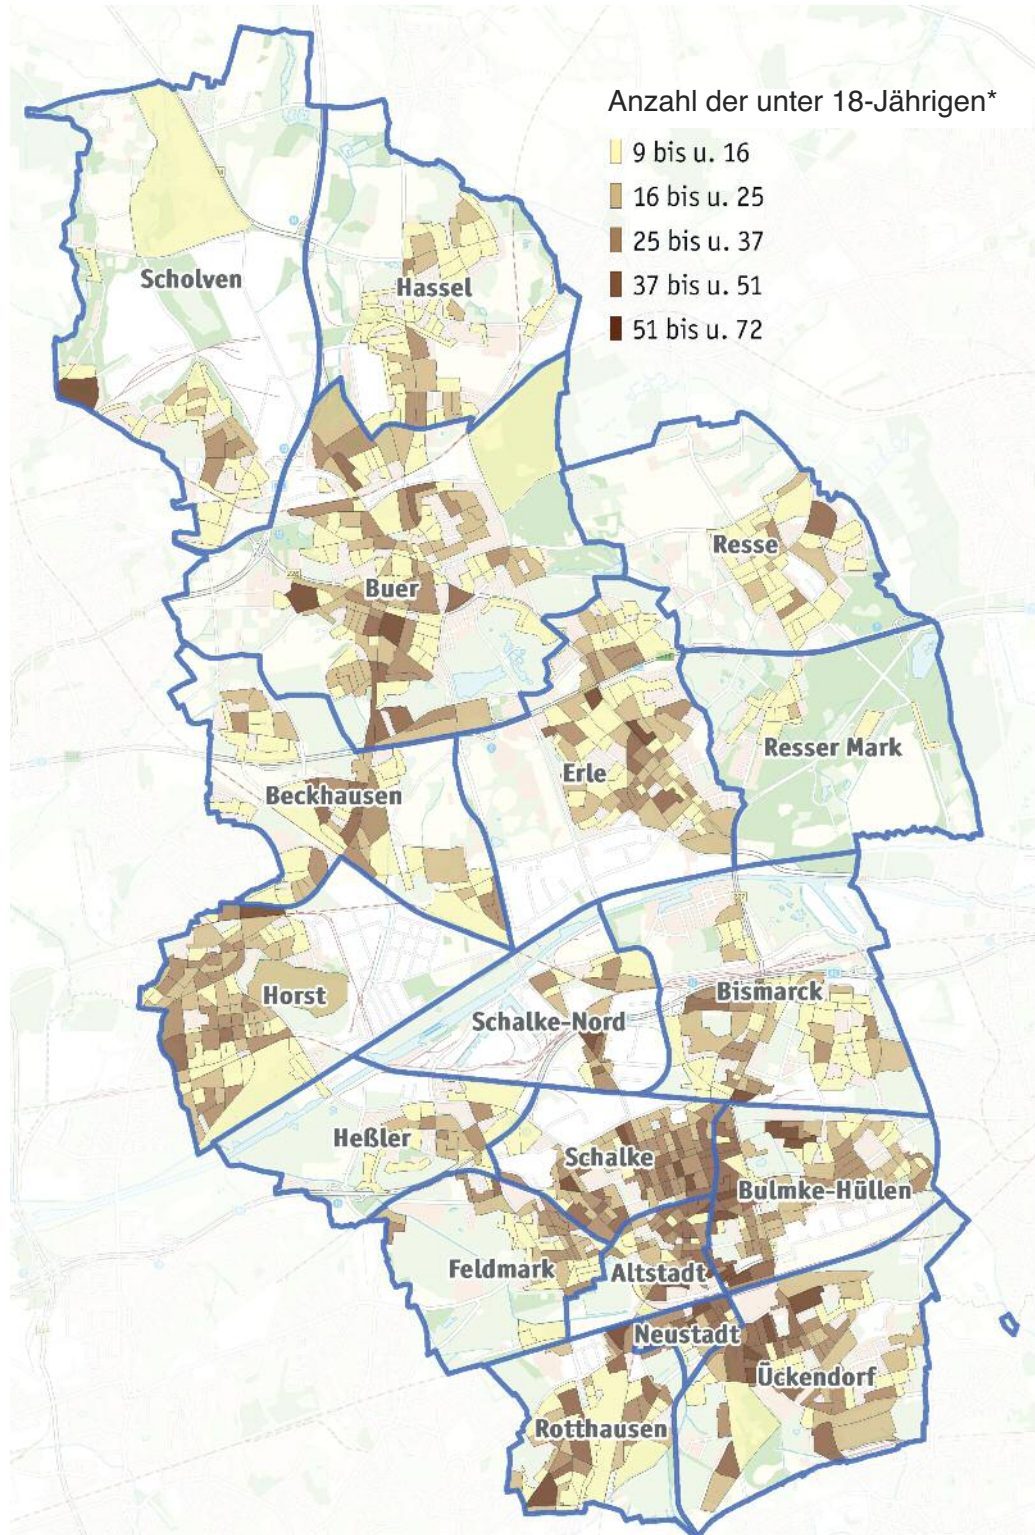 Anzahl der unter 18-Jährigen*
9 bis u. 16
16 bis u. 25
25 bis u. 37
37 bis u. 51
51 bis u. 72
Scholven
Hassel
Resse
Buer
Resser Mark
Erle
Beckhausen
Horst
Bismarck
Schalke-Nord
Heßler
Schalke
Bulmke-Hüllen
Feldmark
Altstadt
Neustadt
Ückendorf
Rotthausen